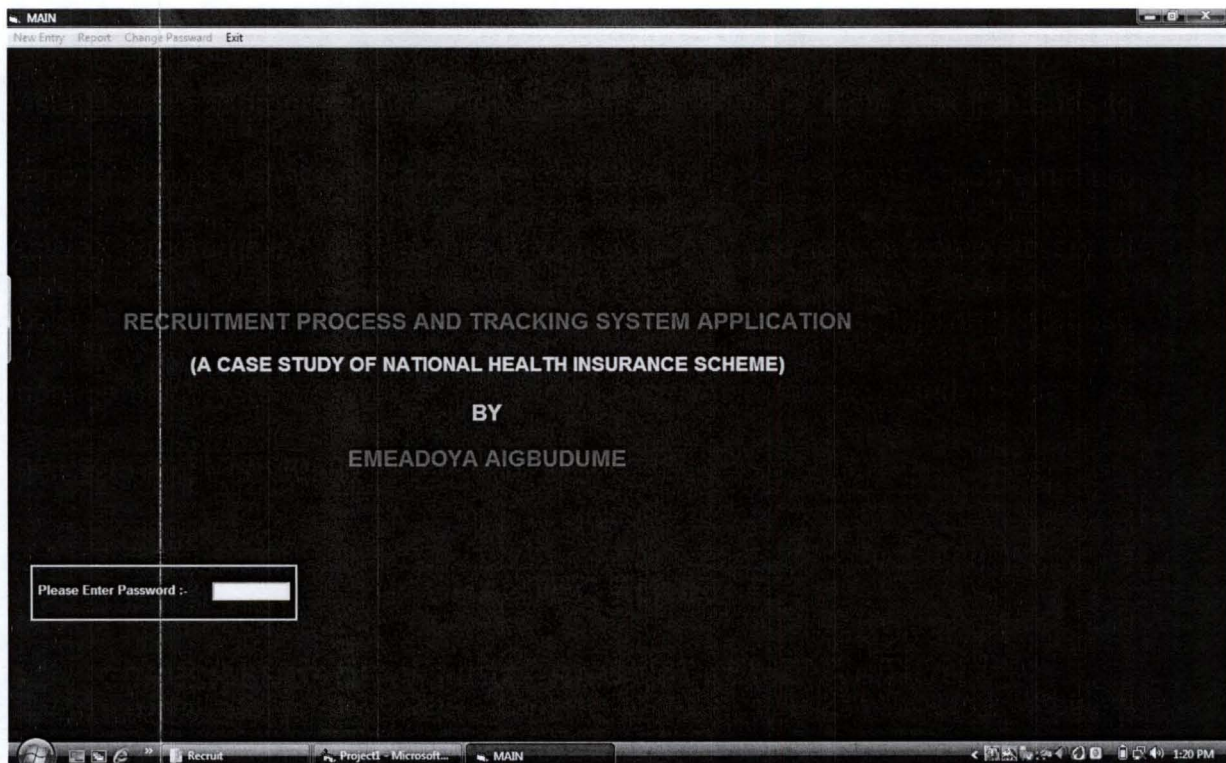 MAIN
New Entry Report Change Passward Exit
RECRUITMENT PROCESS AND TRACKING SYSTEM APPLICATION
(A CASE STUDY OF NATIONAL HEALTH INSURANCE SCHEME)
BY
EMEADOYA AIGBUDUME
Please Enter Password :-
Recruit Project1 - Microsoft... MAIN 1:20 PM